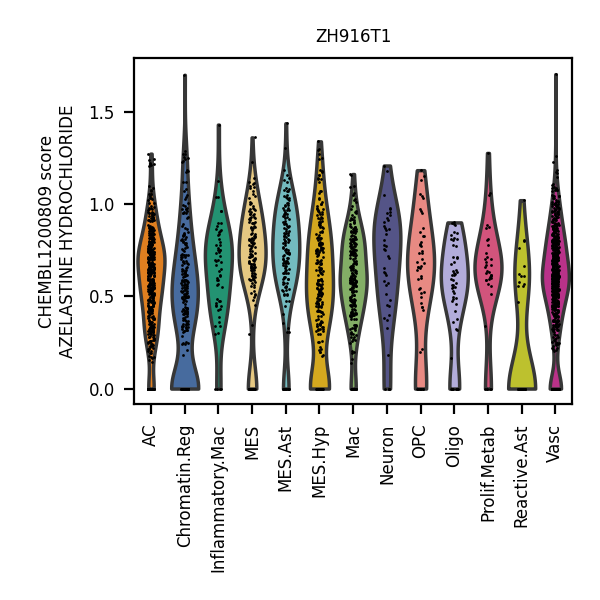 ZH916T1
CHEMBL1200809 score
AZELASTINE HYDROCHLORIDE
1.5
1.0
0.5
0.0
AC
Chromatin.Reg
Inflammatory.Mac
MES
MES.Ast
MES.Hyp
Mac
Neuron
OPC
Oligo
Prolif.Metab
Reactive.Ast
Vasc